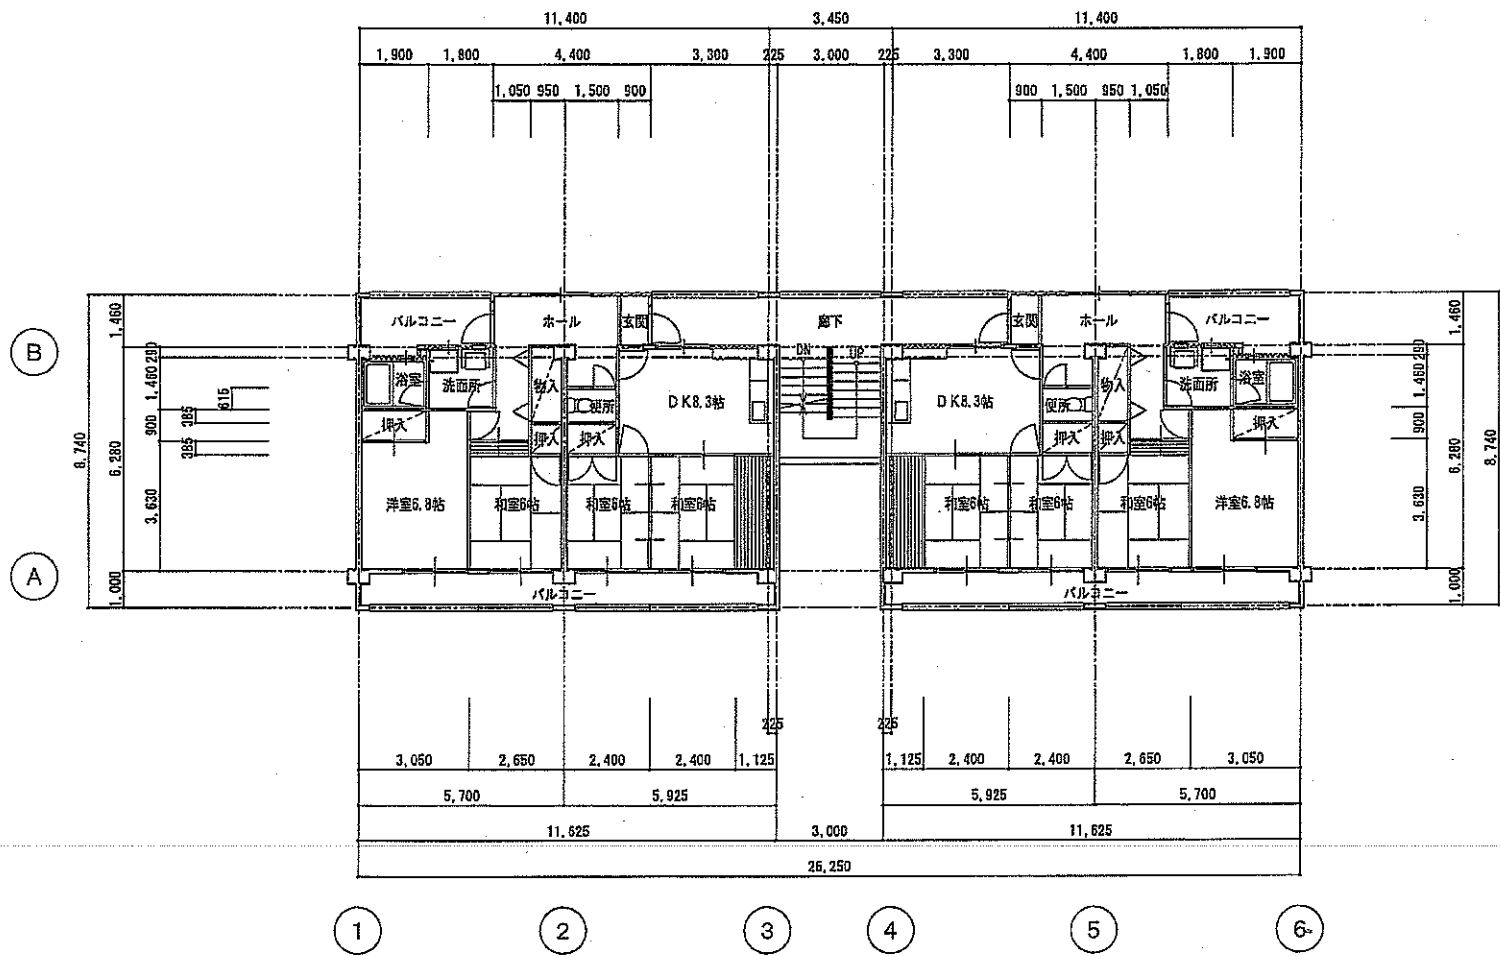 11,400 3,450 11,400
1,900 1,800 4,400 3,300 225 3,000 225 3,300 4,400 1,800 1,900
1,050 950 1,500 900 900 1,500 950 1,050
バルコニー ホール 玄関 廊下 玄関 ホール バルコニー
DN UP
浴室 洗面所 物入 便所 DK8.3帖 DK8.3帖 便所 物入 洗面所 浴室
押入 押入 押入 押入 押入 押入
洋室6.8帖 和室6帖 和室6帖 和室6帖 和室6帖 和室6帖 和室6帖 洋室6.8帖
バルコニー バルコニー
B
A
8,740
1,460
6,280
1,000
280
1,460
900
3,630
385
385
615
1,460
280
1,460
900
3,630
6,280
1,000
8,740
225 225
3,050 2,650 2,400 2,400 1,125 1,125 2,400 2,400 2,650 3,050
5,700 5,925 5,925 5,700
11,625 3,000 11,625
26,250
1 2 3 4 5 6